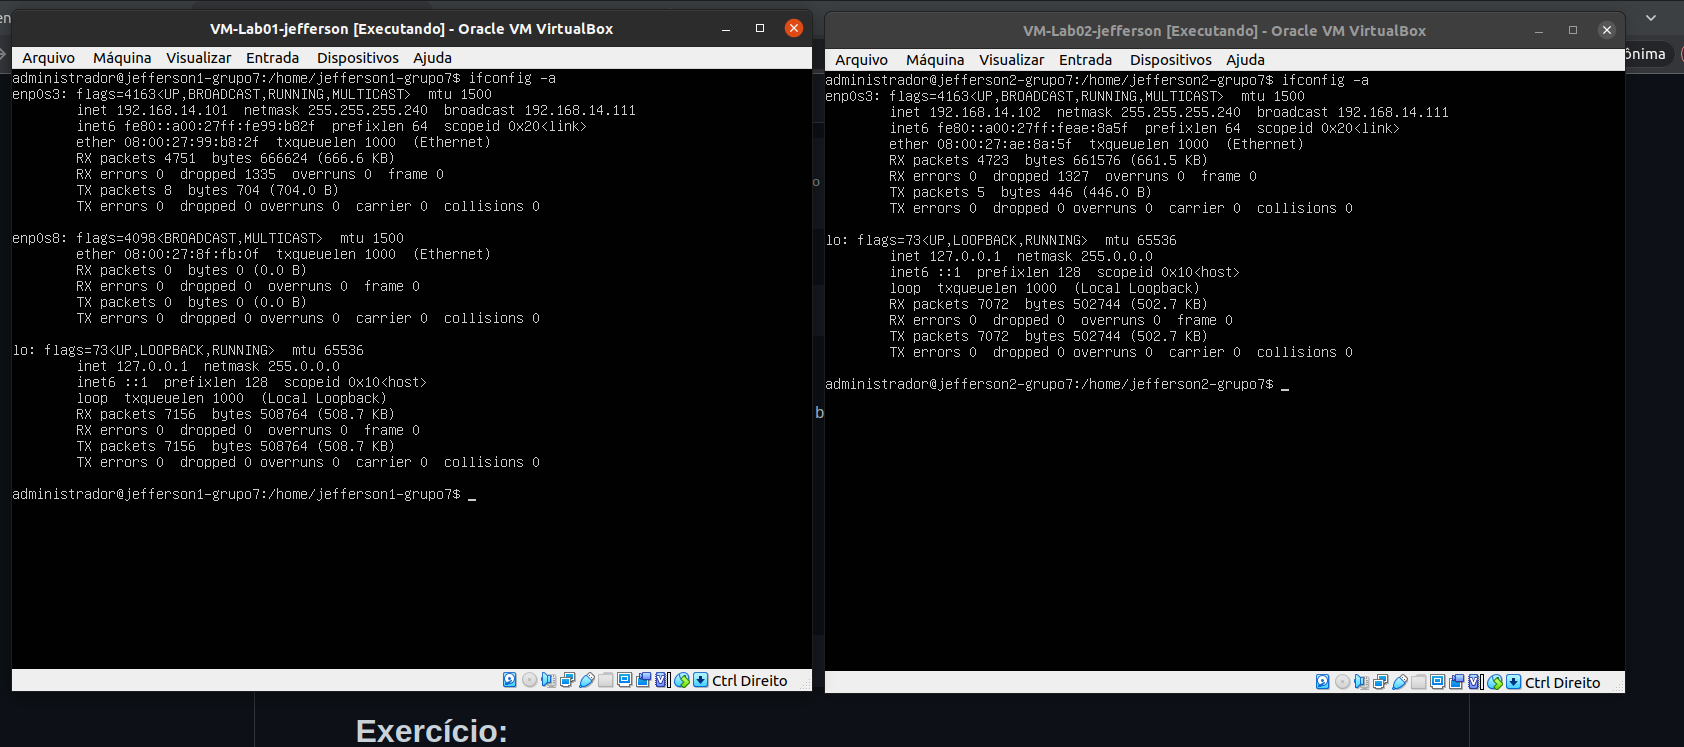 VM-Lab01-jefferson [Executando] - Oracle VM VirtualBox
Arquivo Máquina Visualizar Entrada Dispositivos Ajuda
administrador@jefferson1-grupo7:/home/jefferson1-grupo7$ ifconfig -a
enp0s3: flags=4163<UP,BROADCAST,RUNNING,MULTICAST>  mtu 1500
        inet 192.168.14.101  netmask 255.255.255.240  broadcast 192.168.14.111
        inet6 fe80::a00:27ff:fe99:b82f  prefixlen 64  scopeid 0x20<link>
        ether 08:00:27:99:b8:2f  txqueuelen 1000  (Ethernet)
        RX packets 4751  bytes 666624 (666.6 KB)
        RX errors 0  dropped 1335  overruns 0  frame 0
        TX packets 8  bytes 704 (704.0 B)
        TX errors 0  dropped 0 overruns 0  carrier 0  collisions 0
enp0s8: flags=4098<BROADCAST,MULTICAST>  mtu 1500
        ether 08:00:27:8f:fb:0f  txqueuelen 1000  (Ethernet)
        RX packets 0  bytes 0 (0.0 B)
        RX errors 0  dropped 0  overruns 0  frame 0
        TX packets 0  bytes 0 (0.0 B)
        TX errors 0  dropped 0 overruns 0  carrier 0  collisions 0
lo: flags=73<UP,LOOPBACK,RUNNING>  mtu 65536
        inet 127.0.0.1  netmask 255.0.0.0
        inet6 ::1  prefixlen 128  scopeid 0x10<host>
        loop  txqueuelen 1000  (Local Loopback)
        RX packets 7156  bytes 508764 (508.7 KB)
        RX errors 0  dropped 0  overruns 0  frame 0
        TX packets 7156  bytes 508764 (508.7 KB)
        TX errors 0  dropped 0 overruns 0  carrier 0  collisions 0
administrador@jefferson1-grupo7:/home/jefferson1-grupo7$ _
Ctrl Direito
VM-Lab02-jefferson [Executando] - Oracle VM VirtualBox
Arquivo Máquina Visualizar Entrada Dispositivos Ajuda
administrador@jefferson2-grupo7:/home/jefferson2-grupo7$ ifconfig -a
enp0s3: flags=4163<UP,BROADCAST,RUNNING,MULTICAST>  mtu 1500
        inet 192.168.14.102  netmask 255.255.255.240  broadcast 192.168.14.111
        inet6 fe80::a00:27ff:feae:8a5f  prefixlen 64  scopeid 0x20<link>
        ether 08:00:27:ae:8a:5f  txqueuelen 1000  (Ethernet)
        RX packets 4723  bytes 661576 (661.5 KB)
        RX errors 0  dropped 1327  overruns 0  frame 0
        TX packets 5  bytes 446 (446.0 B)
        TX errors 0  dropped 0 overruns 0  carrier 0  collisions 0
lo: flags=73<UP,LOOPBACK,RUNNING>  mtu 65536
        inet 127.0.0.1  netmask 255.0.0.0
        inet6 ::1  prefixlen 128  scopeid 0x10<host>
        loop  txqueuelen 1000  (Local Loopback)
        RX packets 7072  bytes 502744 (502.7 KB)
        RX errors 0  dropped 0  overruns 0  frame 0
        TX packets 7072  bytes 502744 (502.7 KB)
        TX errors 0  dropped 0 overruns 0  carrier 0  collisions 0
administrador@jefferson2-grupo7:/home/jefferson2-grupo7$ _
Ctrl Direito
ônima
Exercício: